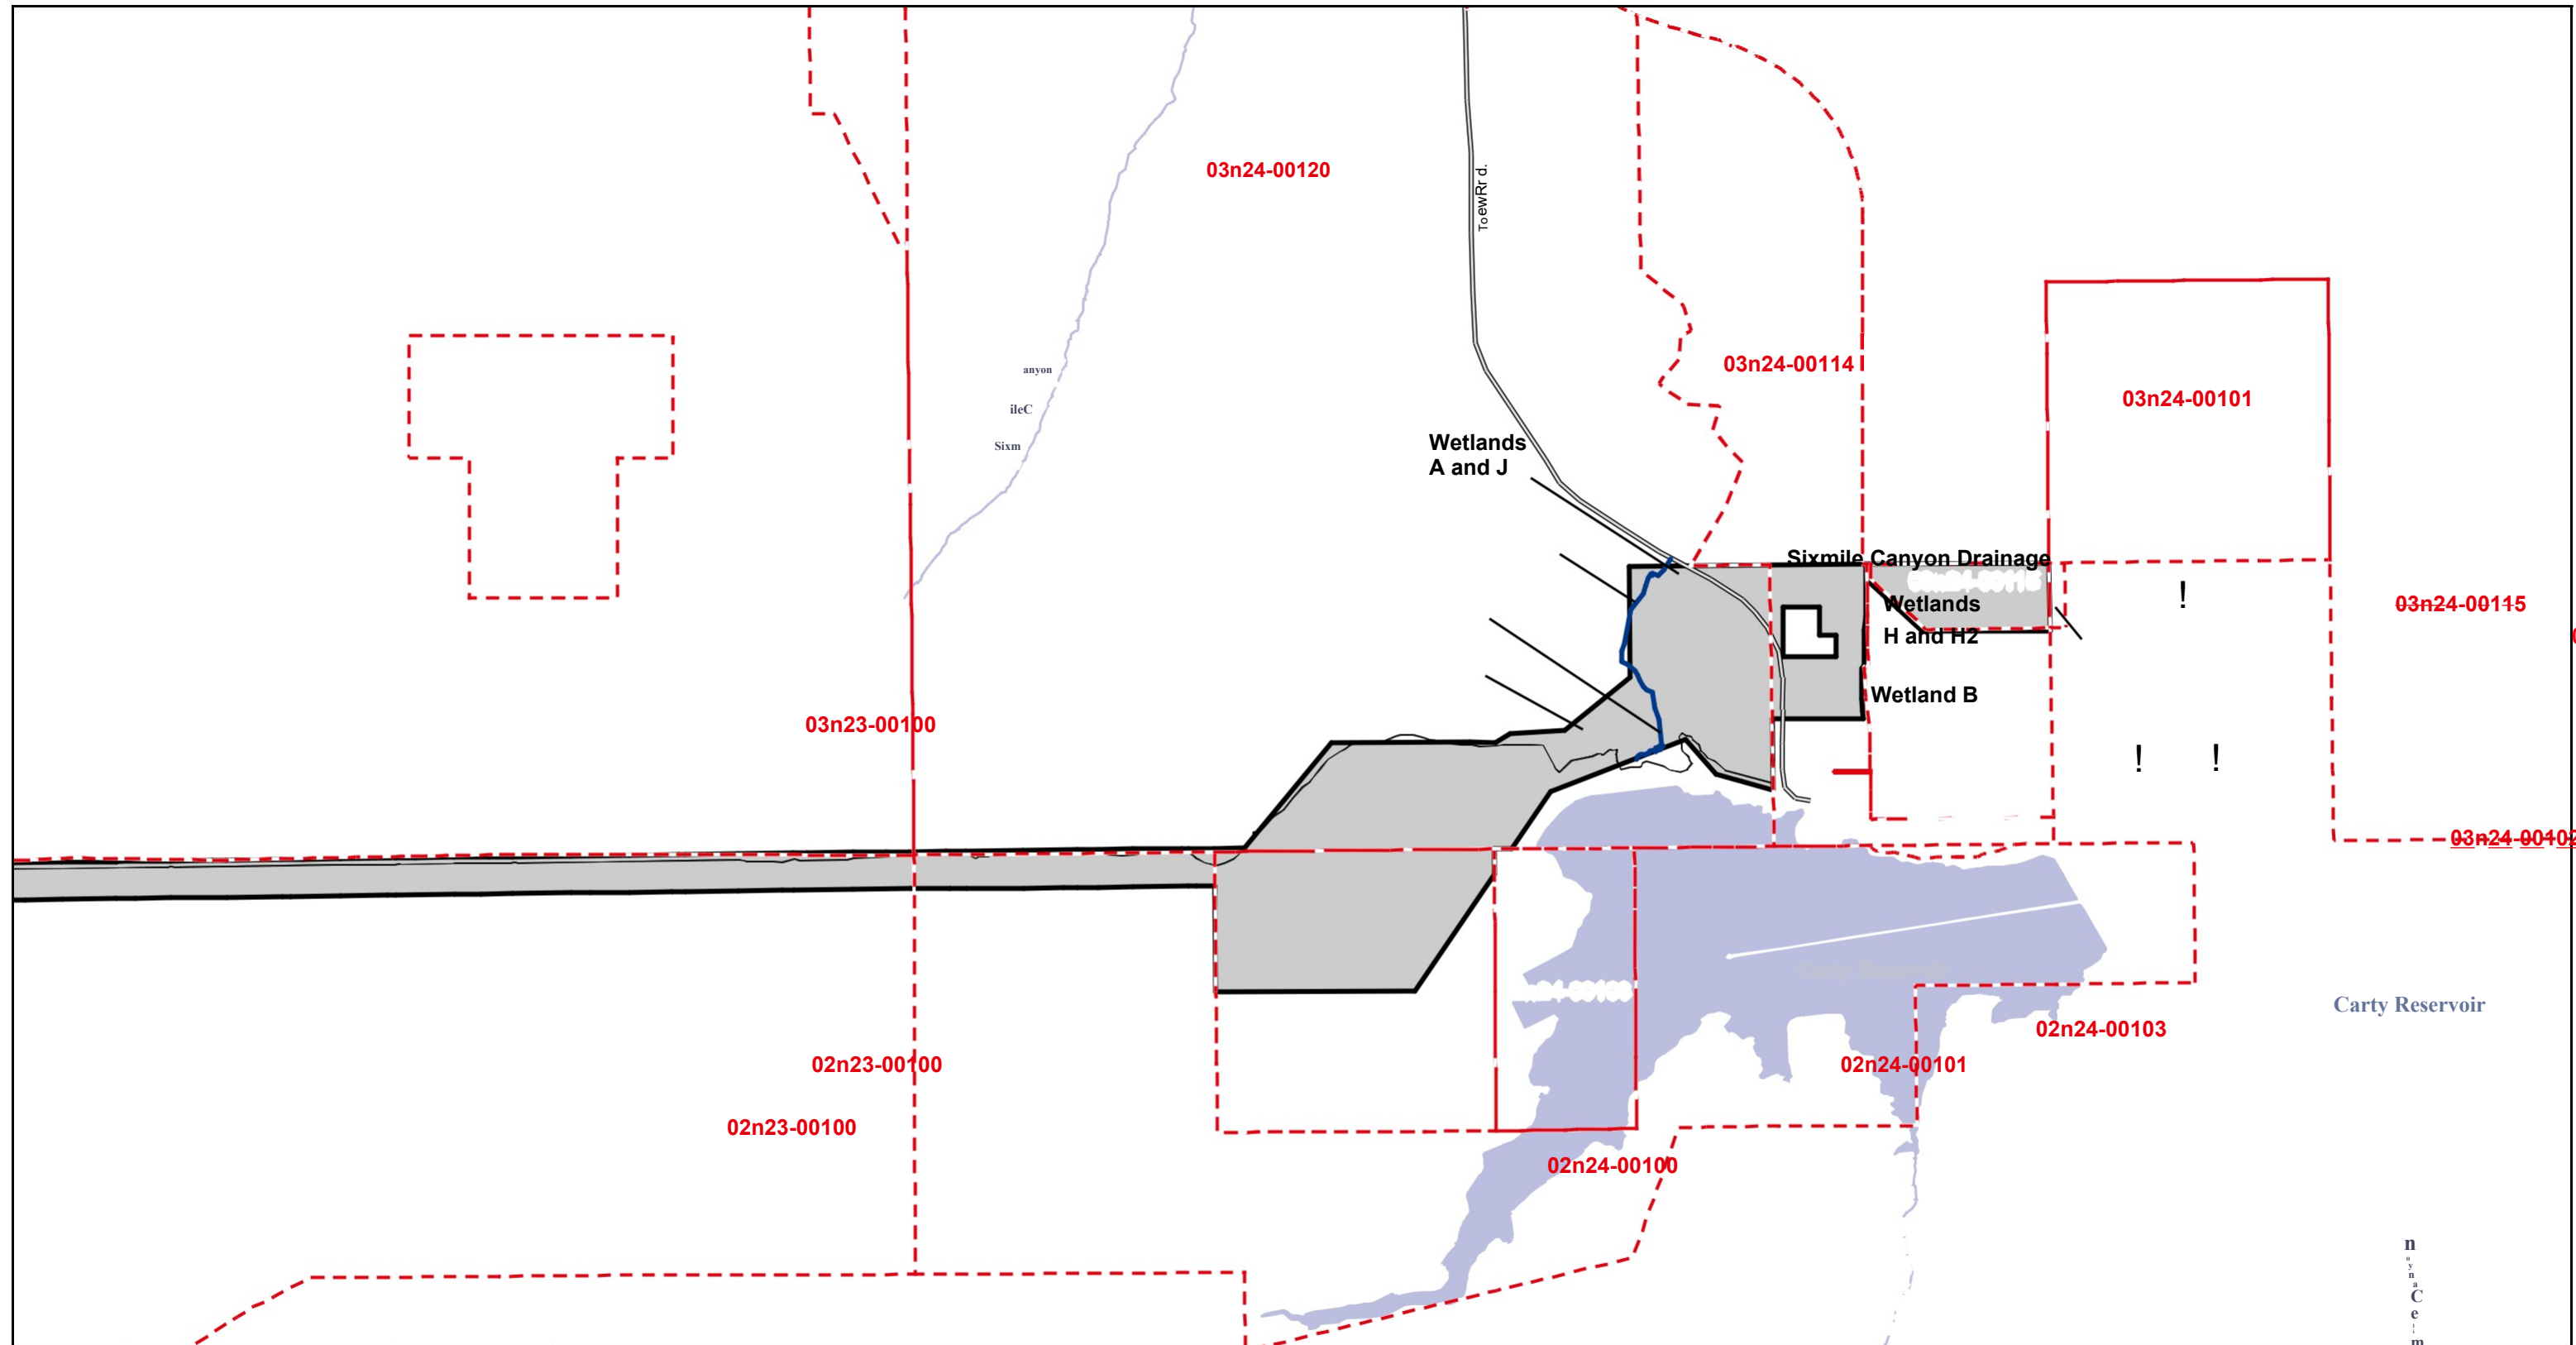 03n24-00120
ToewRr d.
03n24-00114
03n24-00101
anyon
ileC
Sixm
Wetlands
A and J
Sixmile Canyon Drainage
!
Wetlands
03n24-00115
H and H2
Wetland B
03n23-00100
! !
03n24-00102
Carty Reservoir
02n24-00103
02n23-00100
02n24-00101
02n23-00100
02n24-00100
n
o
y
n
a
C
e
m